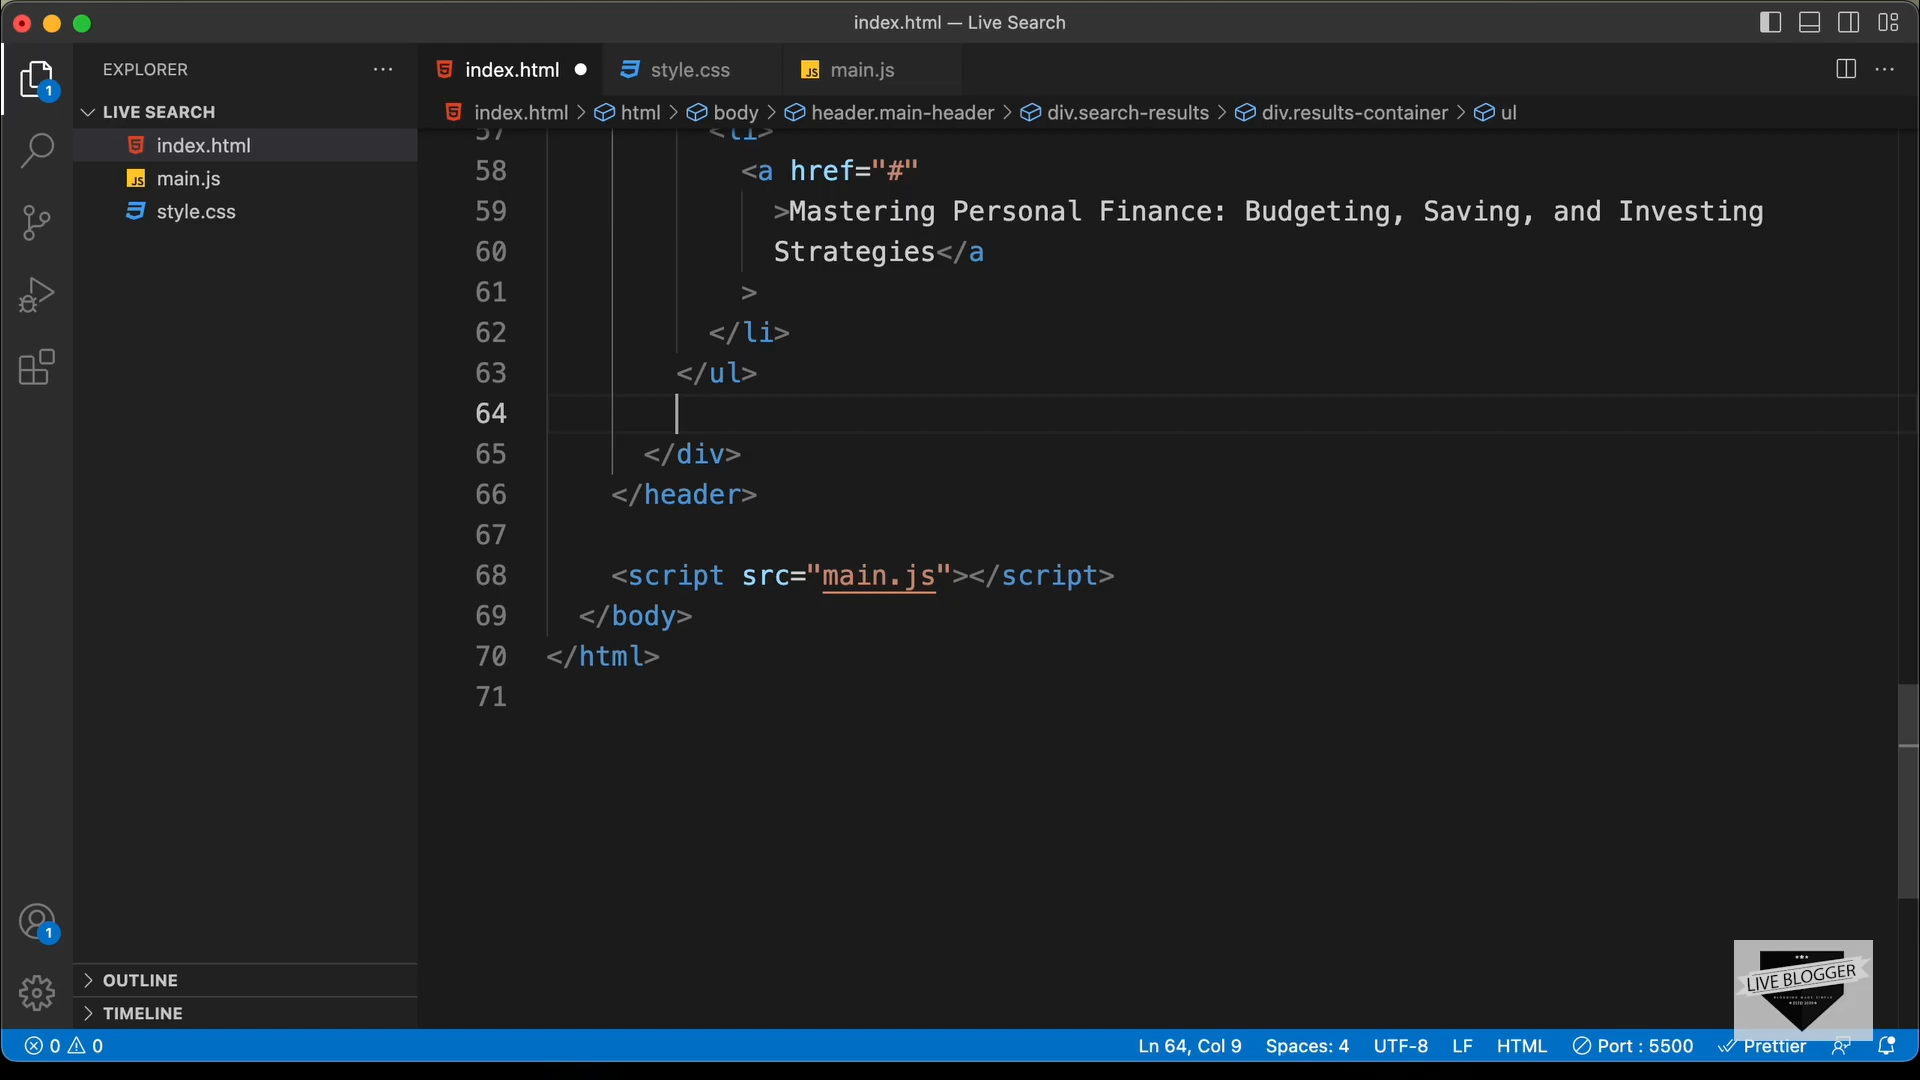 index.html — Live Search
EXPLORER
LIVE SEARCH
index.html
main.js
style.css
OUTLINE
TIMELINE
index.html
style.css
main.js
index.html > html > body > header.main-header > div.search-results > div.results-container > ul
57 <li>
58 <a href="#"
59 >Mastering Personal Finance: Budgeting, Saving, and Investing
60 Strategies</a
61 >
62 </li>
63 </ul>
64
65 </div>
66 </header>
67
68 <script src="main.js"></script>
69 </body>
70 </html>
71
1
1
LIVE BLOGGER
0 0
Ln 64, Col 9 Spaces: 4 UTF-8 LF HTML Port : 5500 Prettier